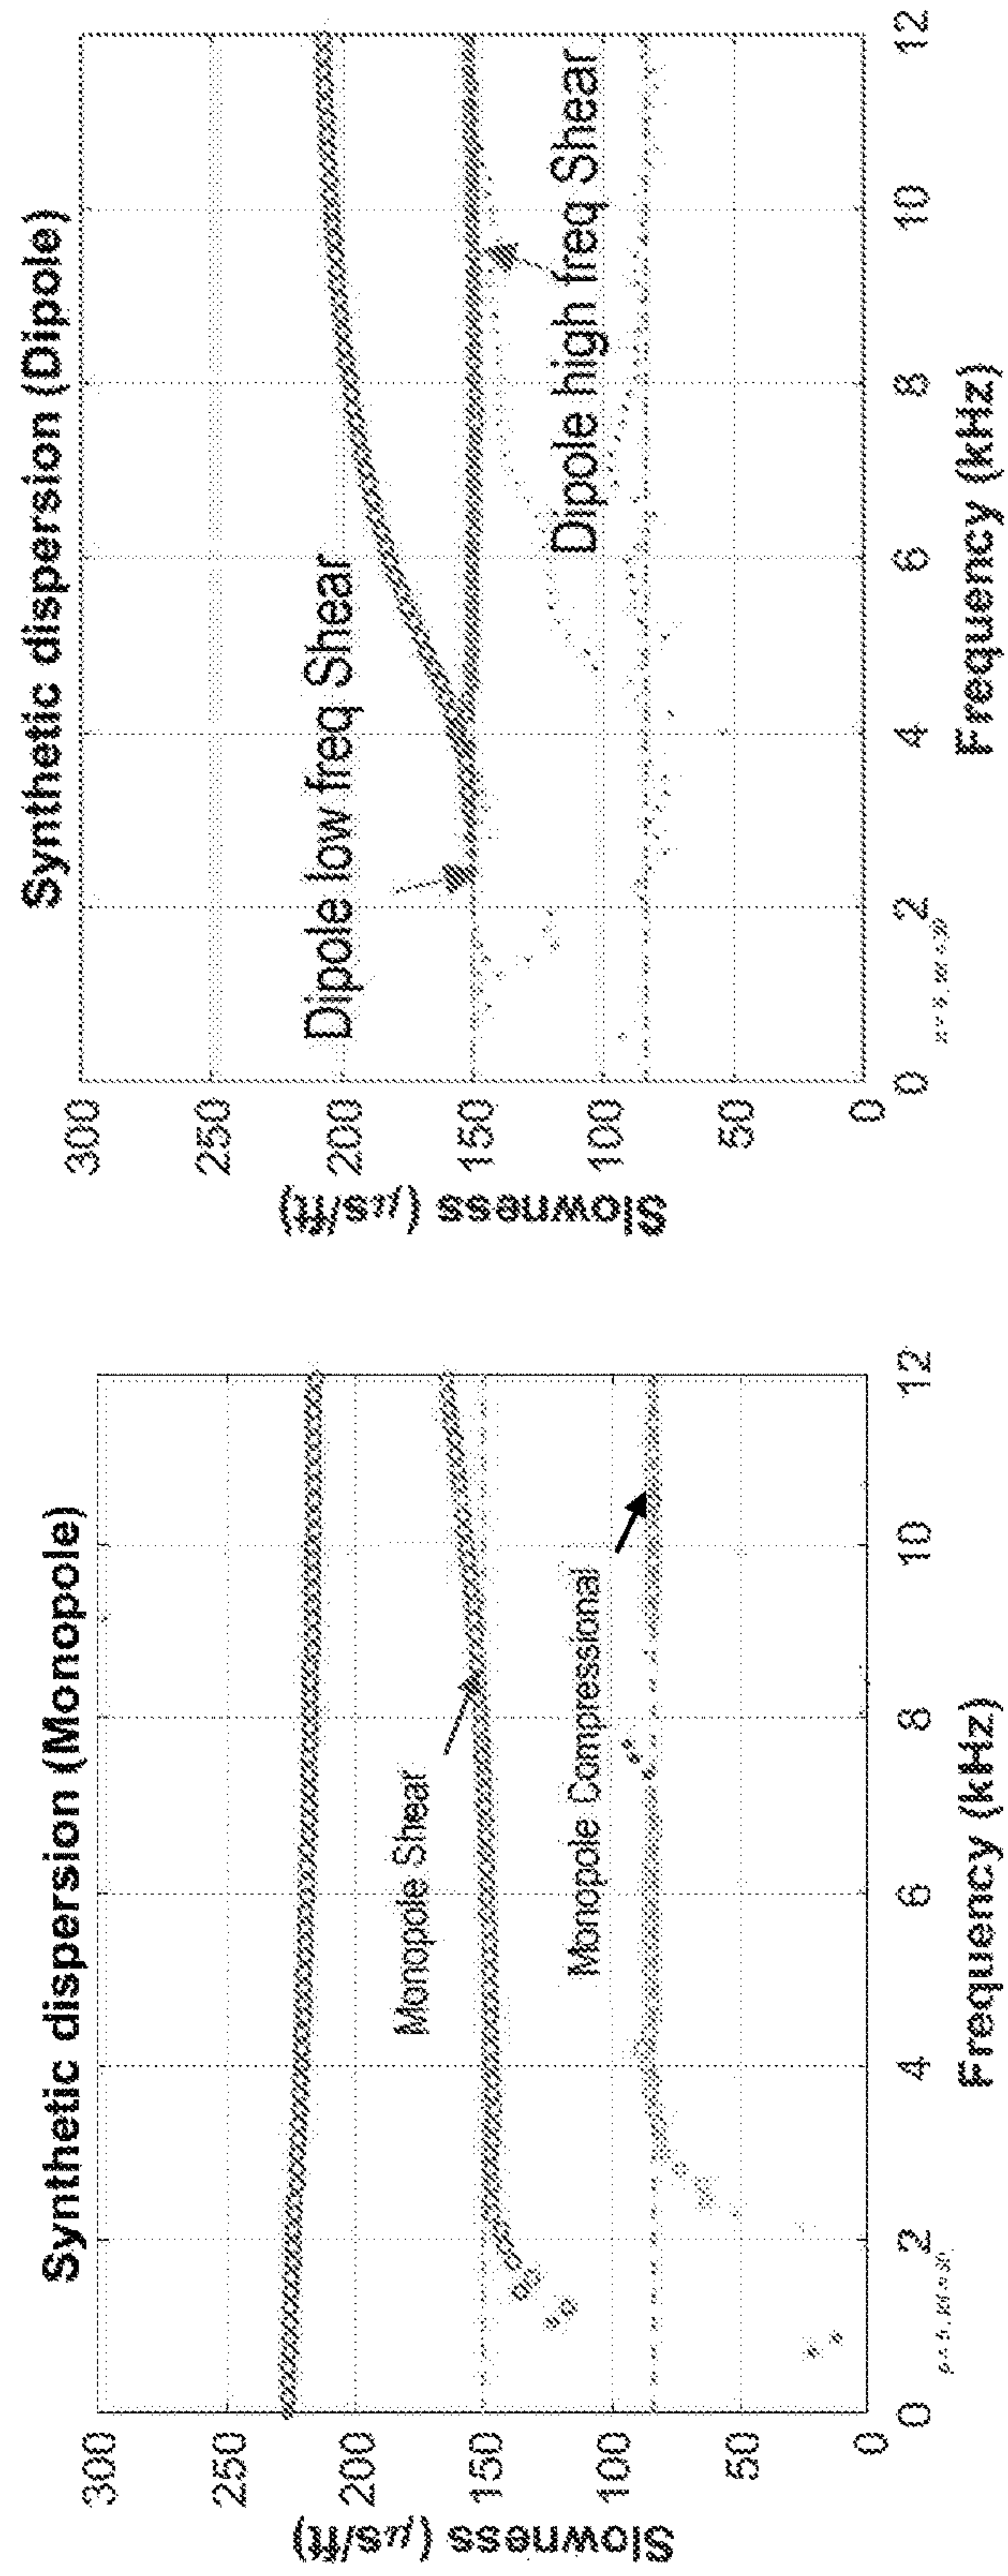 Synthetic dispersion (Monopole)
300
250
200
150
100
50
0
Slowness (μs/ft)
Monopole Shear
Monopole Compressional
0
2
4
6
8
10
12
Frequency (kHz)
Synthetic dispersion (Dipole)
300
250
200
150
100
50
0
Slowness (μs/ft)
Dipole low freq Shear
Dipole high freq Shear
0
2
4
6
8
10
12
Frequency (kHz)